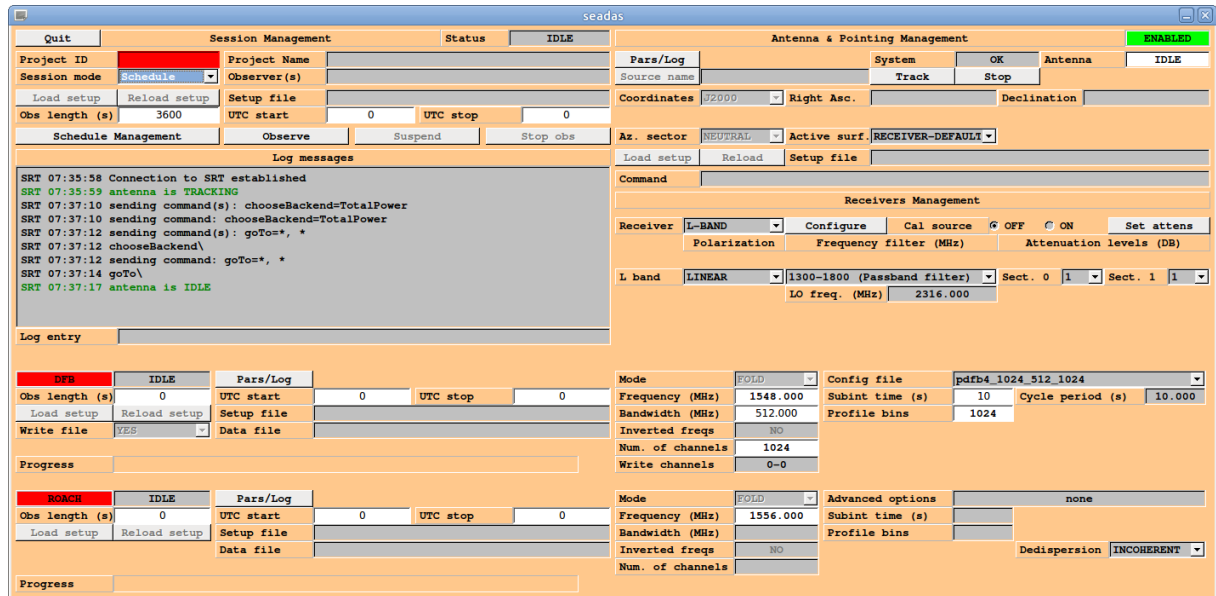 seadas
Quit Session Management Status IDLE
Project ID Project Name
Session mode Schedule Observer(s)
Load setup Reload setup Setup file
Obs length (s) 3600 UTC start 0 UTC stop 0
Schedule Management Observe Suspend Stop obs
Log messages
SRT 07:35:58 Connection to SRT established
SRT 07:35:59 antenna is TRACKING
SRT 07:37:10 sending command(s): chooseBackend=TotalPower
SRT 07:37:10 sending command: chooseBackend=TotalPower
SRT 07:37:12 sending command(s): goTo=*, *
SRT 07:37:12 chooseBackend\
SRT 07:37:12 sending command: goTo=*, *
SRT 07:37:14 goTo\
SRT 07:37:17 antenna is IDLE
Log entry
Antenna & Pointing Management ENABLED
Pars/Log System OK Antenna IDLE
Source name Track Stop
Coordinates J2000 Right Asc. Declination
Az. sector NEUTRAL Active surf. RECEIVER-DEFAULT
Load setup Reload Setup file
Command
Receivers Management
Receiver L-BAND Configure Cal source OFF ON Set attens
Polarization Frequency filter (MHz) Attenuation levels (DB)
L band LINEAR 1300-1800 (Passband filter) Sect. 0 1 Sect. 1 1
LO freq. (MHz) 2316.000
DFB IDLE Pars/Log
Obs length (s) 0 UTC start 0 UTC stop 0
Load setup Reload setup Setup file
Write file YES Data file
Progress
Mode FOLD Config file pdfb4_1024_512_1024
Frequency (MHz) 1548.000 Subint time (s) 10 Cycle period (s) 10.000
Bandwidth (MHz) 512.000 Profile bins 1024
Inverted freqs NO
Num. of channels 1024
Write channels 0-0
ROACH IDLE Pars/Log
Obs length (s) 0 UTC start 0 UTC stop 0
Load setup Reload setup Setup file
Data file
Progress
Mode FOLD Advanced options none
Frequency (MHz) 1556.000 Subint time (s)
Bandwidth (MHz) Profile bins
Inverted freqs NO Dedispersion INCOHERENT
Num. of channels